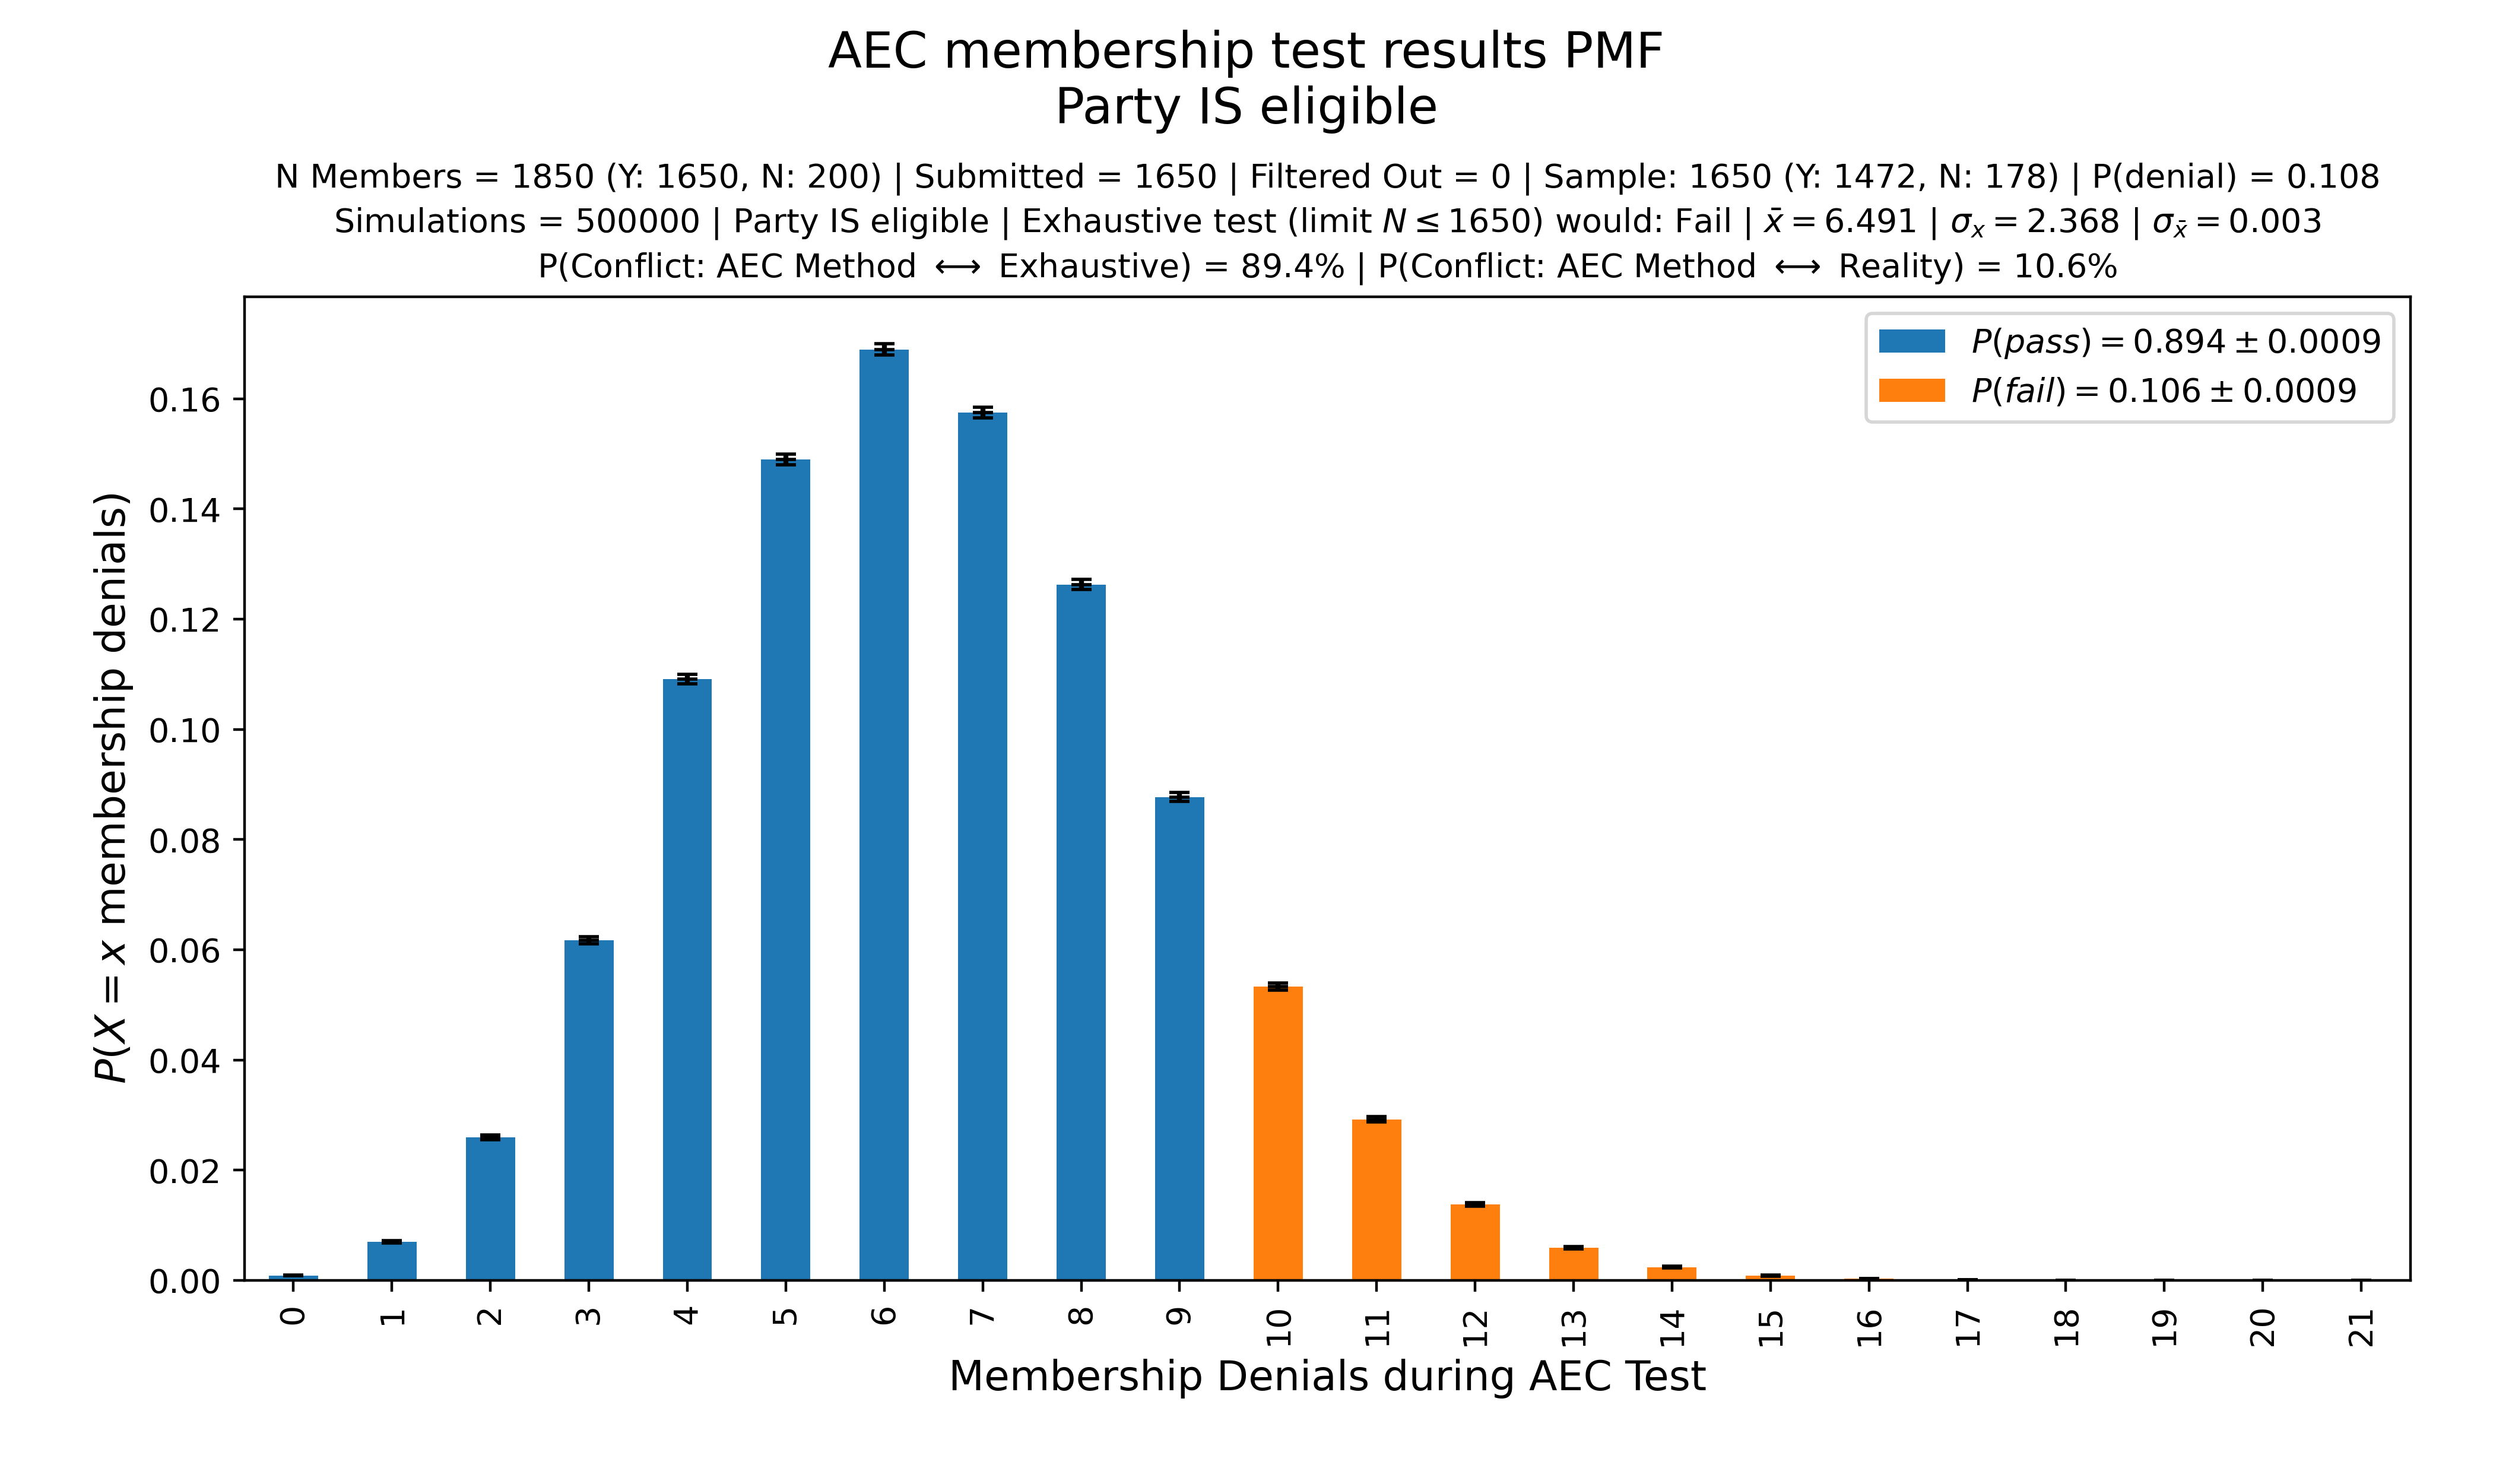 AEC membership test results PMF
Party IS eligible
N Members = 1850 (Y: 1650, N: 200) | Submitted = 1650 | Filtered Out = 0 | Sample: 1650 (Y: 1472, N: 178) | P(denial) = 0.108
Simulations = 500000 | Party IS eligible | Exhaustive test (limit N ≤ 1650) would: Fail | x̄ = 6.491 | σₓ = 2.368 | σ_x̄ = 0.003
P(Conflict: AEC Method ⟷ Exhaustive) = 89.4% | P(Conflict: AEC Method ⟷ Reality) = 10.6%
P(pass) = 0.894 ± 0.0009
P(fail) = 0.106 ± 0.0009
P(X = x membership denials)
0.16
0.14
0.12
0.10
0.08
0.06
0.04
0.02
0.00
0 1 2 3 4 5 6 7 8 9 10 11 12 13 14 15 16 17 18 19 20 21
Membership Denials during AEC Test